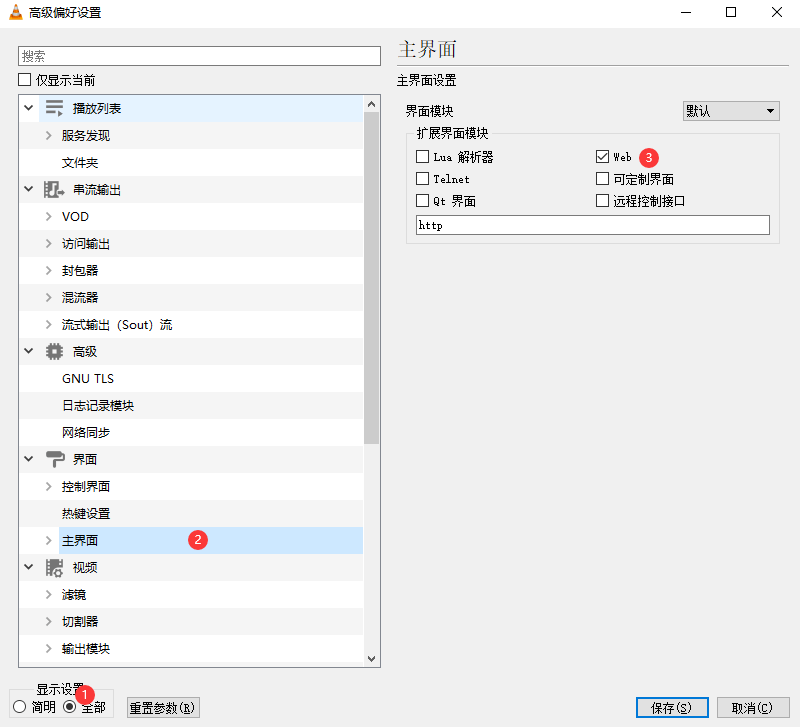 高级偏好设置
搜索
仅显示当前
播放列表
服务发现
文件夹
串流输出
VOD
访问输出
封包器
混流器
流式输出（Sout）流
高级
GNU TLS
日志记录模块
网络同步
界面
控制界面
热键设置
主界面 2
视频
滤镜
切割器
输出模块
显示设置 1
简明 全部 重置参数(R)
主界面
主界面设置
界面模块 默认
扩展界面模块
Lua 解析器 Web 3
Telnet 可定制界面
Qt 界面 远程控制接口
http
保存(S) 取消(C)